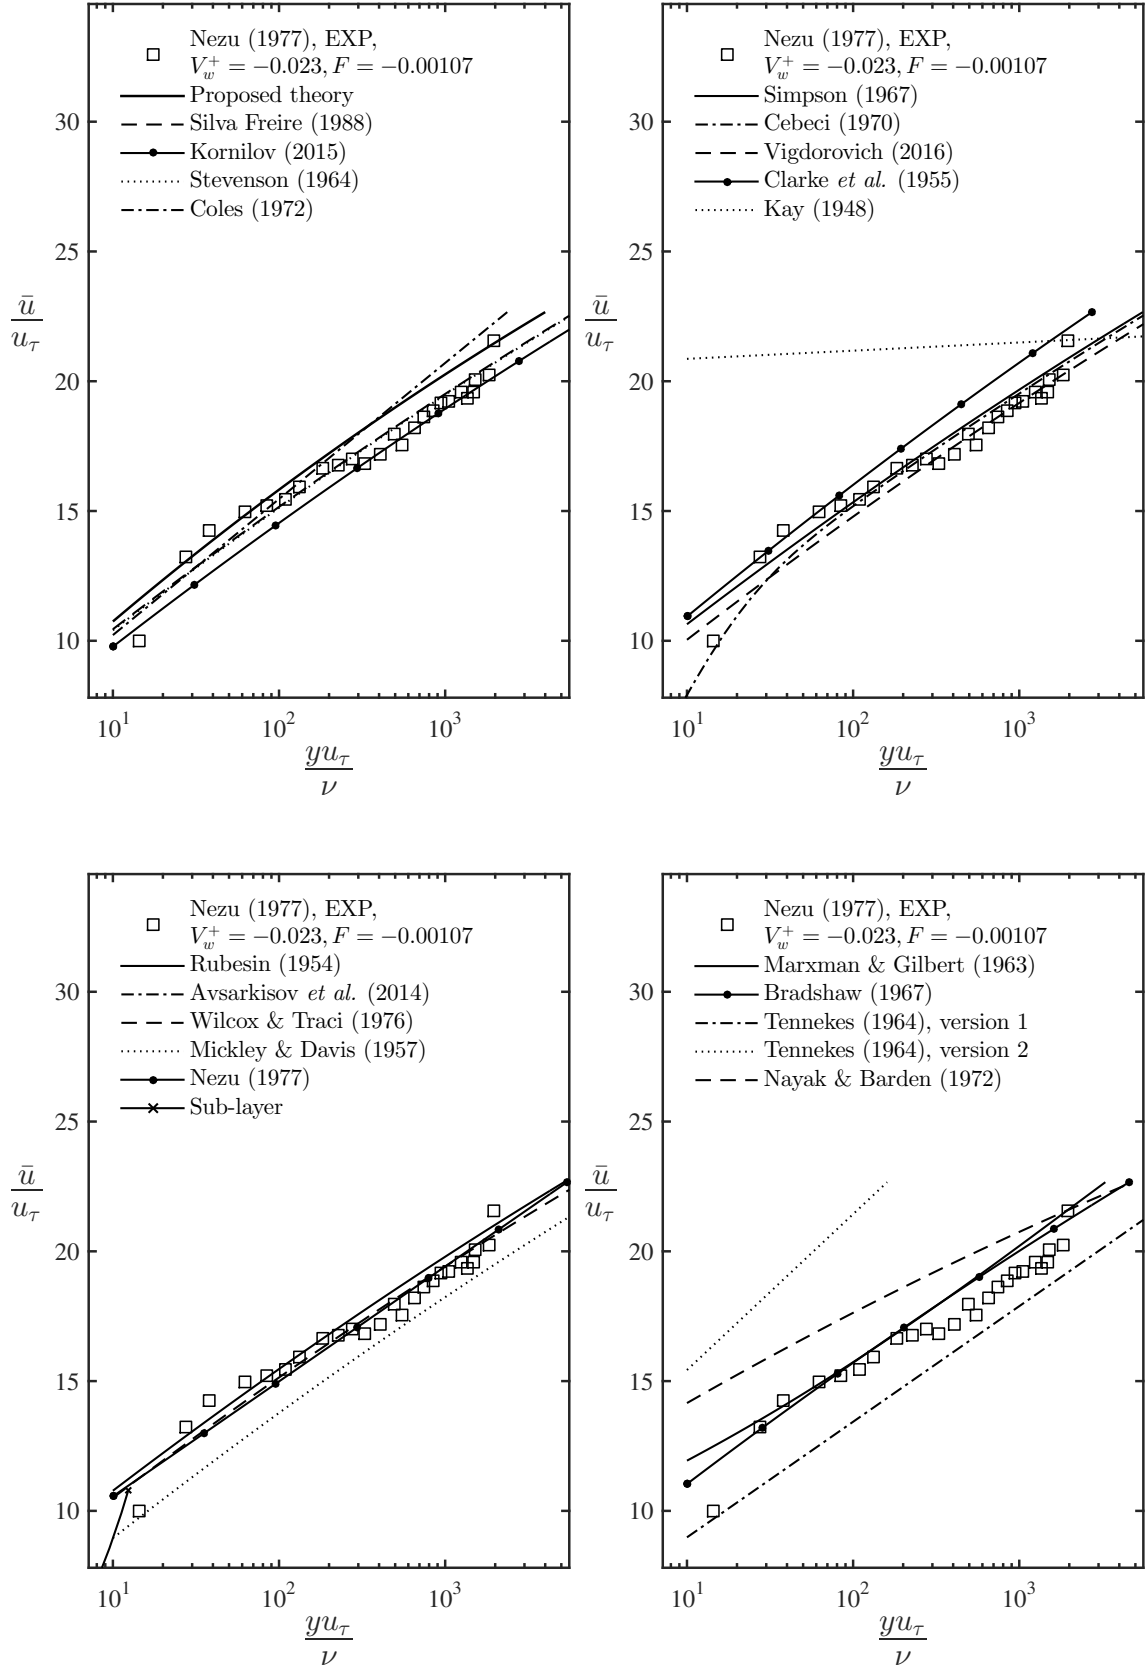 Nezu (1977), EXP,
V_w^+ = −0.023, F = −0.00107
Proposed theory
Silva Freire (1988)
Kornilov (2015)
Stevenson (1964)
Coles (1972)
30
25
20
15
10
ū/u_τ
10^1 10^2 10^3
yu_τ/ν
Nezu (1977), EXP,
V_w^+ = −0.023, F = −0.00107
Simpson (1967)
Cebeci (1970)
Vigdorovich (2016)
Clarke et al. (1955)
Kay (1948)
30
25
20
15
10
ū/u_τ
10^1 10^2 10^3
yu_τ/ν
Nezu (1977), EXP,
V_w^+ = −0.023, F = −0.00107
Rubesin (1954)
Avsarkisov et al. (2014)
Wilcox & Traci (1976)
Mickley & Davis (1957)
Nezu (1977)
Sub-layer
30
25
20
15
10
ū/u_τ
10^1 10^2 10^3
yu_τ/ν
Nezu (1977), EXP,
V_w^+ = −0.023, F = −0.00107
Marxman & Gilbert (1963)
Bradshaw (1967)
Tennekes (1964), version 1
Tennekes (1964), version 2
Nayak & Barden (1972)
30
25
20
15
10
ū/u_τ
10^1 10^2 10^3
yu_τ/ν